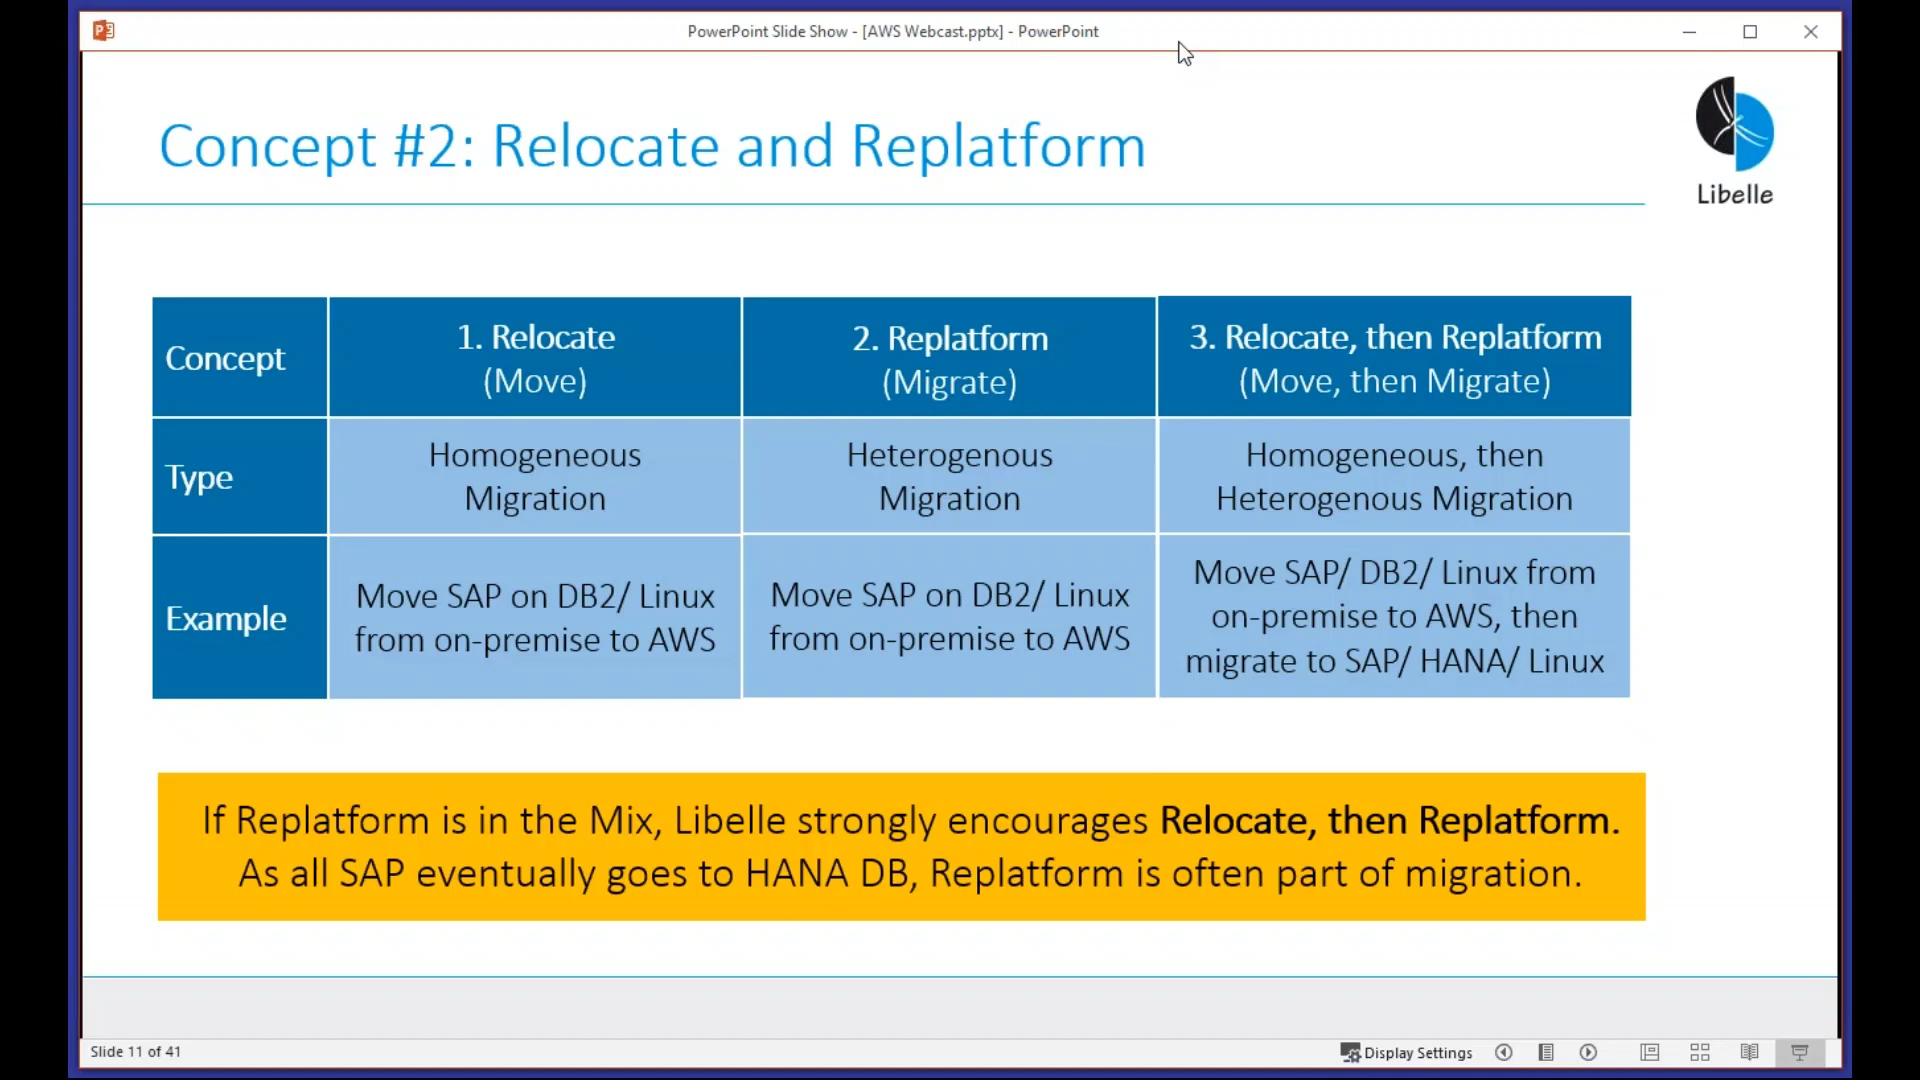 PowerPoint Slide Show - [AWS Webcast.pptx] - PowerPoint
Concept #2: Relocate and Replatform
Libelle
Concept
1. Relocate
(Move)
2. Replatform
(Migrate)
3. Relocate, then Replatform
(Move, then Migrate)
Type
Homogeneous
Migration
Heterogenous
Migration
Homogeneous, then
Heterogenous Migration
Example
Move SAP on DB2/ Linux
from on-premise to AWS
Move SAP on DB2/ Linux
from on-premise to AWS
Move SAP/ DB2/ Linux from
on-premise to AWS, then
migrate to SAP/ HANA/ Linux
If Replatform is in the Mix, Libelle strongly encourages Relocate, then Replatform.
As all SAP eventually goes to HANA DB, Replatform is often part of migration.
Slide 11 of 41
Display Settings